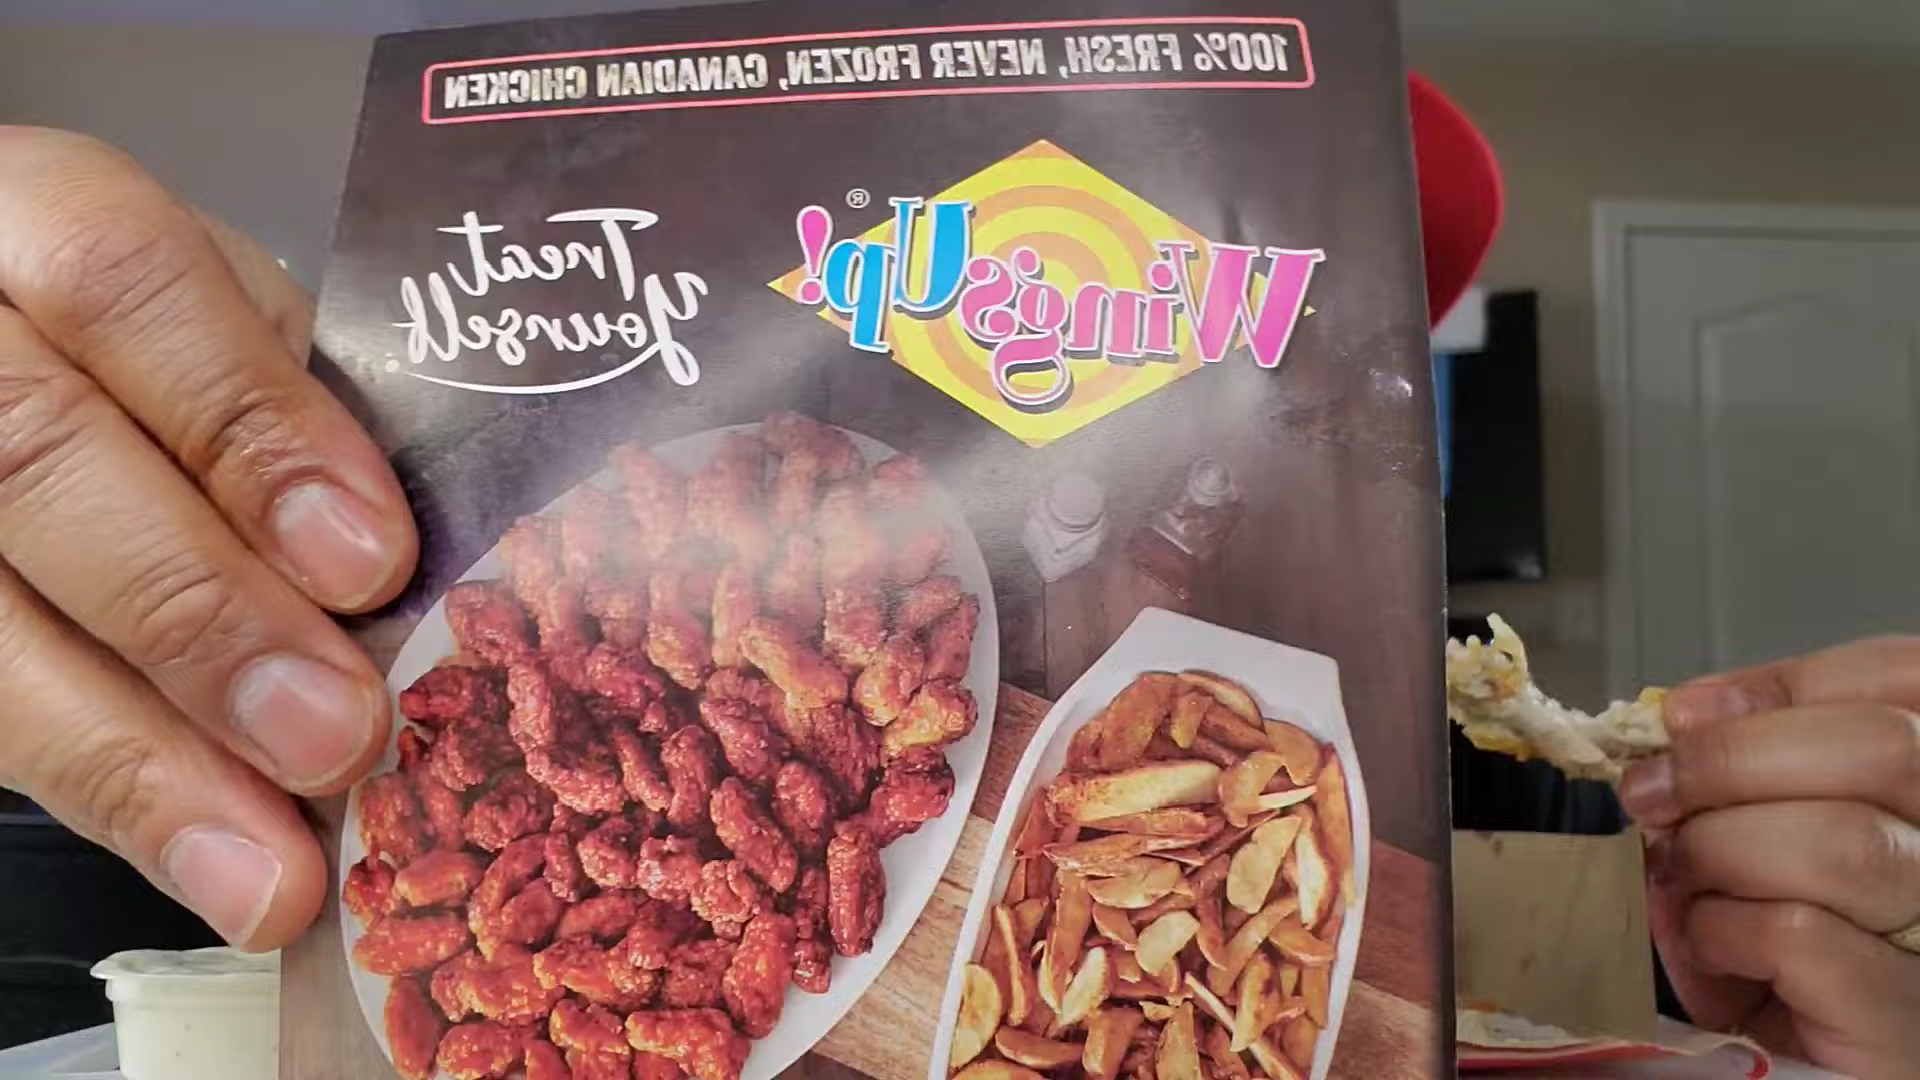 100% FRESH, NEVER FROZEN, CANADIAN CHICKEN
WingsUp!®
Treat
yourself.